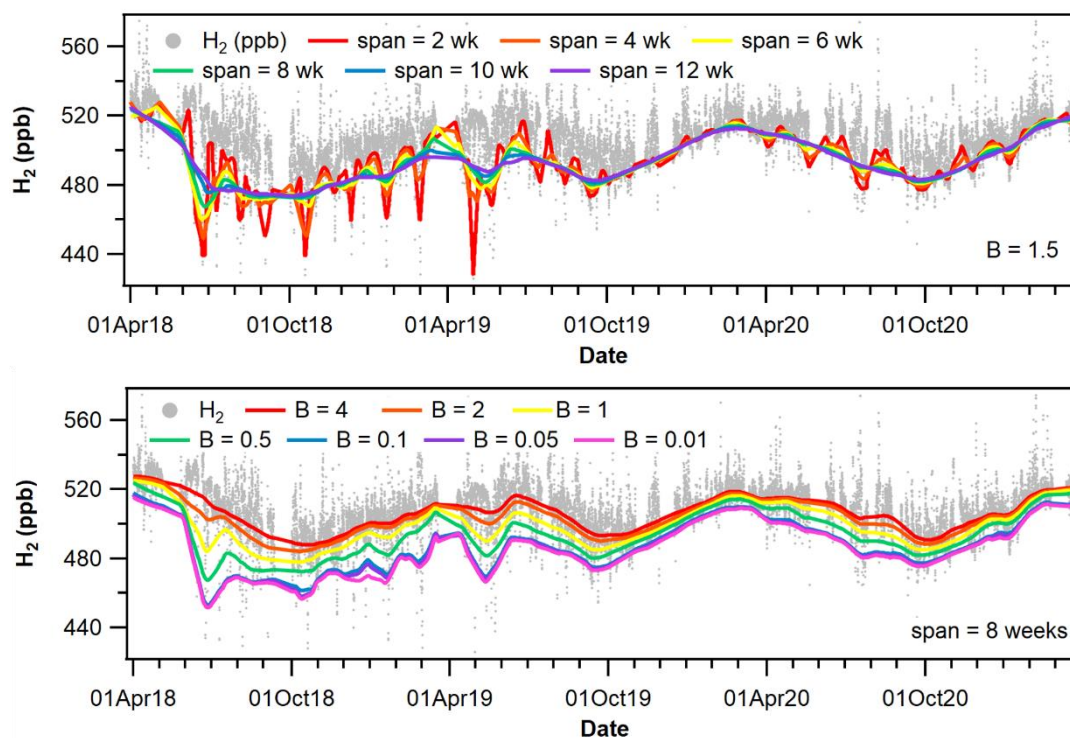 560
520
480
440
H₂ (ppb)
H₂ (ppb) span = 2 wk span = 4 wk span = 6 wk
span = 8 wk span = 10 wk span = 12 wk
B = 1.5
01Apr18 01Oct18 01Apr19 01Oct19 01Apr20 01Oct20
Date
560
520
480
440
H₂ (ppb)
H₂ B = 4 B = 2 B = 1
B = 0.5 B = 0.1 B = 0.05 B = 0.01
span = 8 weeks
01Apr18 01Oct18 01Apr19 01Oct19 01Apr20 01Oct20
Date